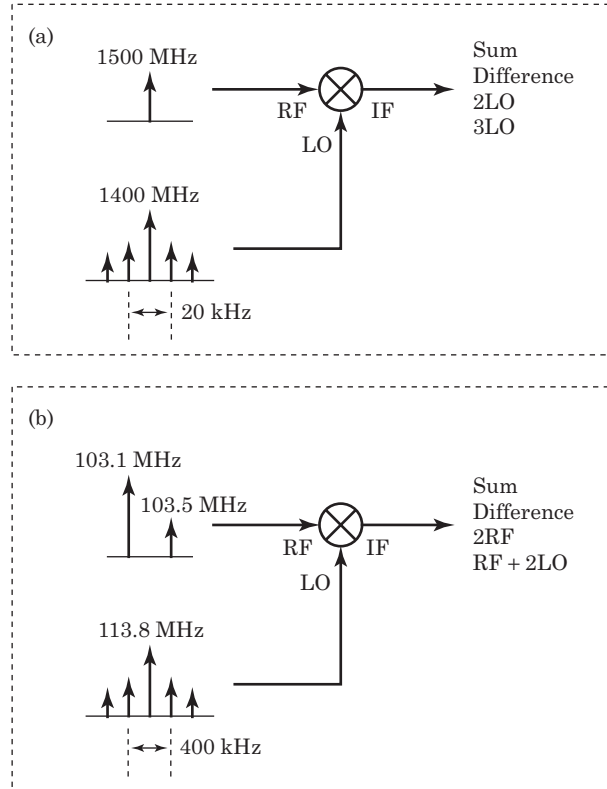 (a)
1500 MHz
RF
IF
LO
Sum
Difference
2LO
3LO
1400 MHz
20 kHz
(b)
103.1 MHz
103.5 MHz
RF
IF
LO
Sum
Difference
2RF
RF + 2LO
113.8 MHz
400 kHz